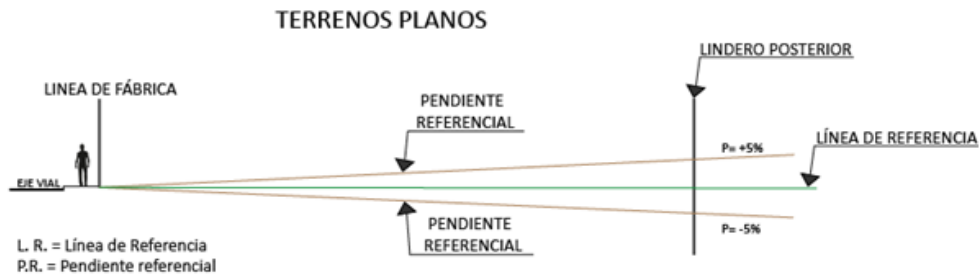 TERRENOS PLANOS
LINDERO POSTERIOR
LINEA DE FÁBRICA
PENDIENTE
REFERENCIAL
LÍNEA DE REFERENCIA
P= +5%
EJE VIAL
PENDIENTE
REFERENCIAL
P= -5%
L. R. = Línea de Referencia
P.R. = Pendiente referencial